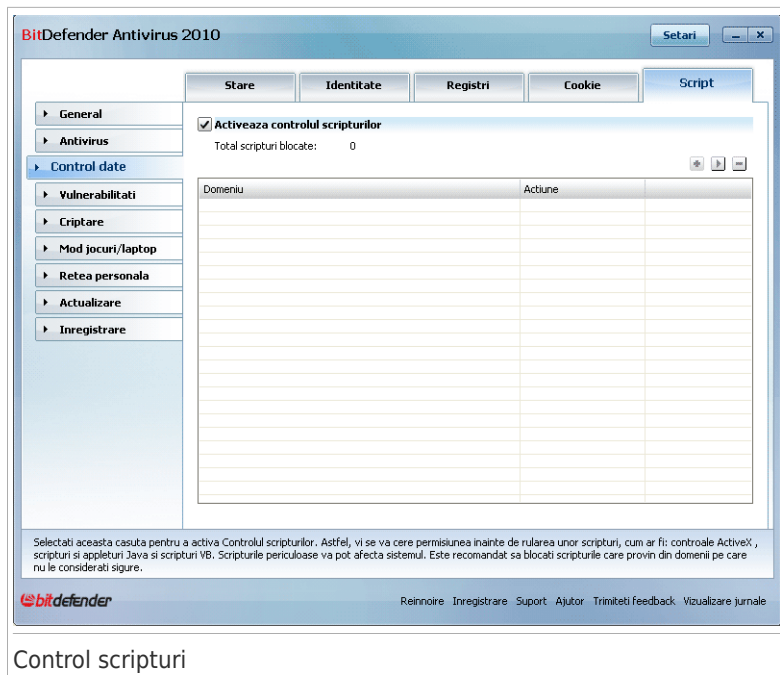 BitDefender Antivirus 2010
Setari
Stare
Identitate
Registri
Cookie
Script
General
Antivirus
Control date
Vulnerabilitati
Criptare
Mod jocuri/laptop
Retea personala
Actualizare
Inregistrare
Activeaza controlul scripturilor
Total scripturi blocate: 0
Domeniu Actiune
Selectati aceasta casuta pentru a activa Controlul scripturilor. Astfel, vi se va cere permisiunea inainte de rularea unor scripturi, cum ar fi: controale ActiveX ,
scripturi si appleturi Java si scripturi VB. Scripturile periculoase va pot afecta sistemul. Este recomandat sa blocati scripturile care provin din domenii pe care
nu le considerati sigure.
bitdefender
Reinnoire Inregistrare Suport Ajutor Trimiteti feedback Vizualizare jurnale
Control scripturi